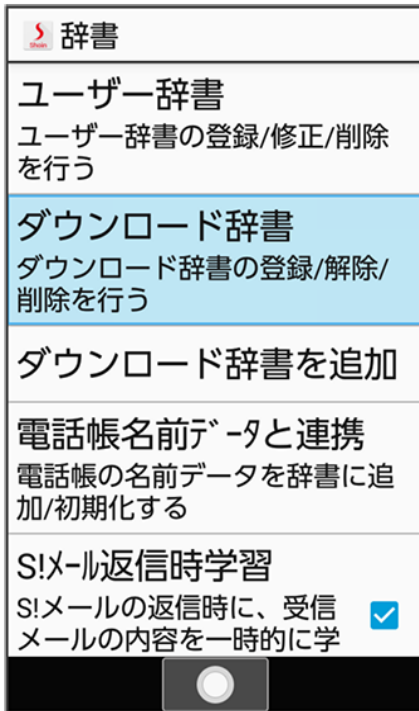 Shoin 辞書
ユーザー辞書
ユーザー辞書の登録/修正/削除
を行う
ダウンロード辞書
ダウンロード辞書の登録/解除/
削除を行う
ダウンロード辞書を追加
電話帳名前ﾃﾞｰﾀと連携
電話帳の名前データを辞書に追
加/初期化する
S!ﾒｰﾙ返信時学習
S!メールの返信時に、受信
メールの内容を一時的に学